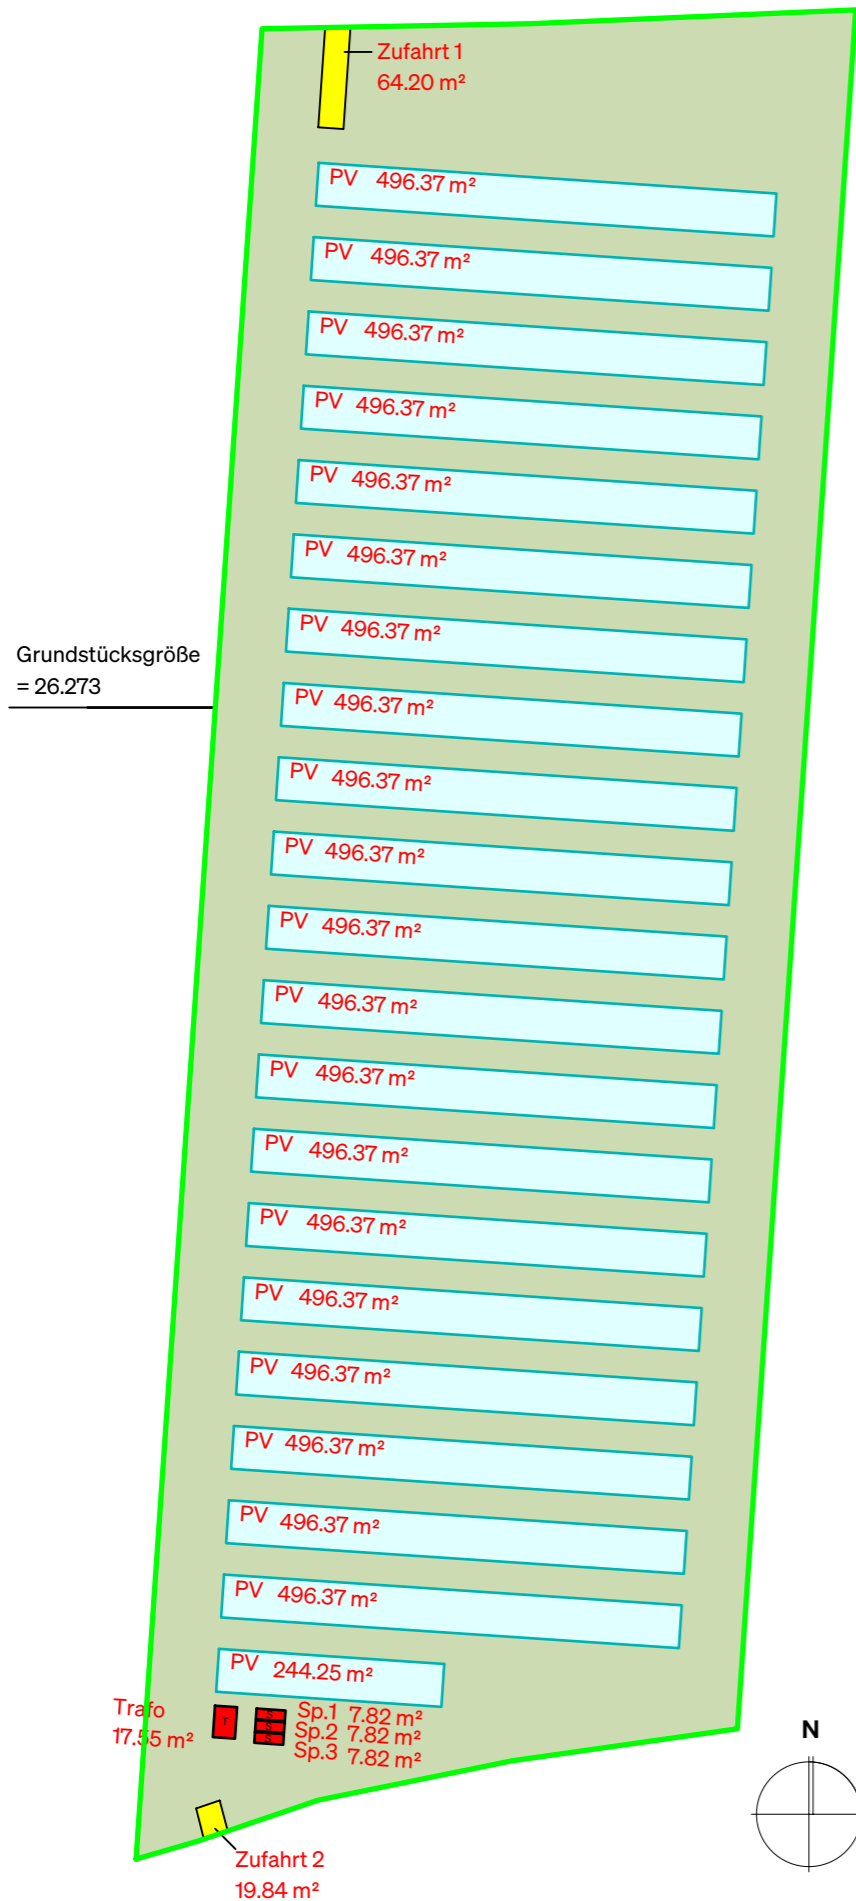 Zufahrt 1
64.20 m²
PV 496.37 m²
PV 496.37 m²
PV 496.37 m²
PV 496.37 m²
PV 496.37 m²
PV 496.37 m²
PV 496.37 m²
Grundstücksgröße
= 26.273
PV 496.37 m²
PV 496.37 m²
PV 496.37 m²
PV 496.37 m²
PV 496.37 m²
PV 496.37 m²
PV 496.37 m²
PV 496.37 m²
PV 496.37 m²
PV 496.37 m²
PV 496.37 m²
PV 496.37 m²
PV 496.37 m²
PV 244.25 m²
Trafo
17.55 m²
T
S
S
S
Sp.1 7.82 m²
Sp.2 7.82 m²
Sp.3 7.82 m²
N
Zufahrt 2
19.84 m²